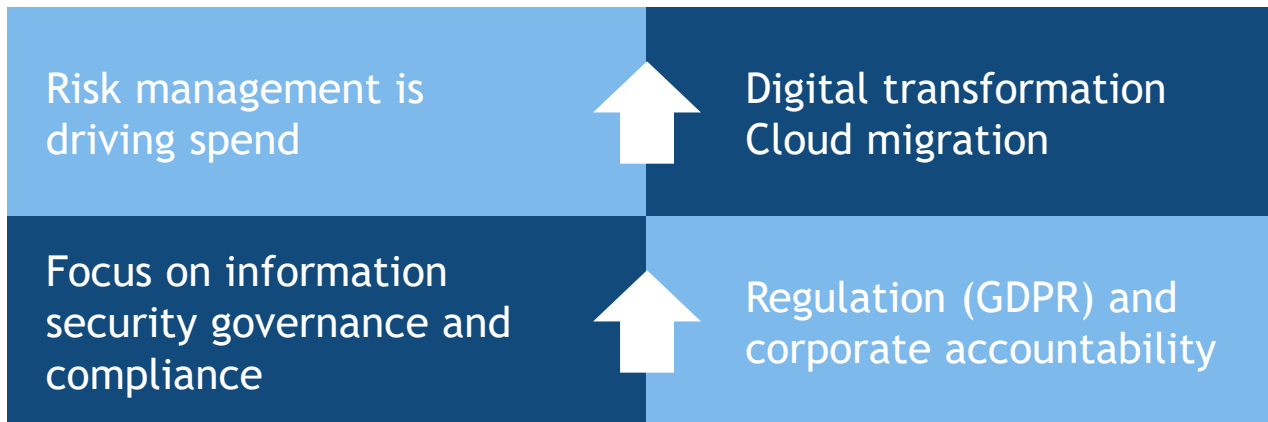 Risk management is
driving spend
Digital transformation
Cloud migration
Focus on information
security governance and
compliance
Regulation (GDPR) and
corporate accountability